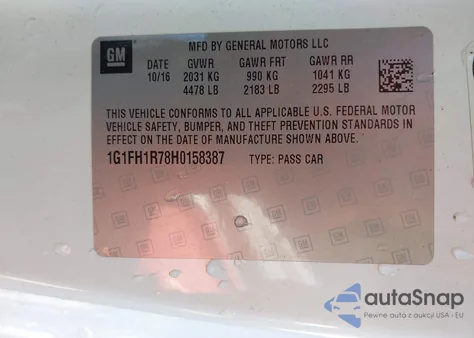 GM
MFD BY GENERAL MOTORS LLC
DATE GVWR GAWR FRT GAWR RR
10/16 2031 KG 990 KG 1041 KG
4478 LB 2183 LB 2295 LB
THIS VEHICLE CONFORMS TO ALL APPLICABLE U.S. FEDERAL MOTOR
VEHICLE SAFETY, BUMPER, AND THEFT PREVENTION STANDARDS IN
EFFECT ON THE DATE OF MANUFACTURE SHOWN ABOVE.
1G1FH1R78H0158387 TYPE: PASS CAR
autoSnap
Pewne auta z aukcji USA i EU